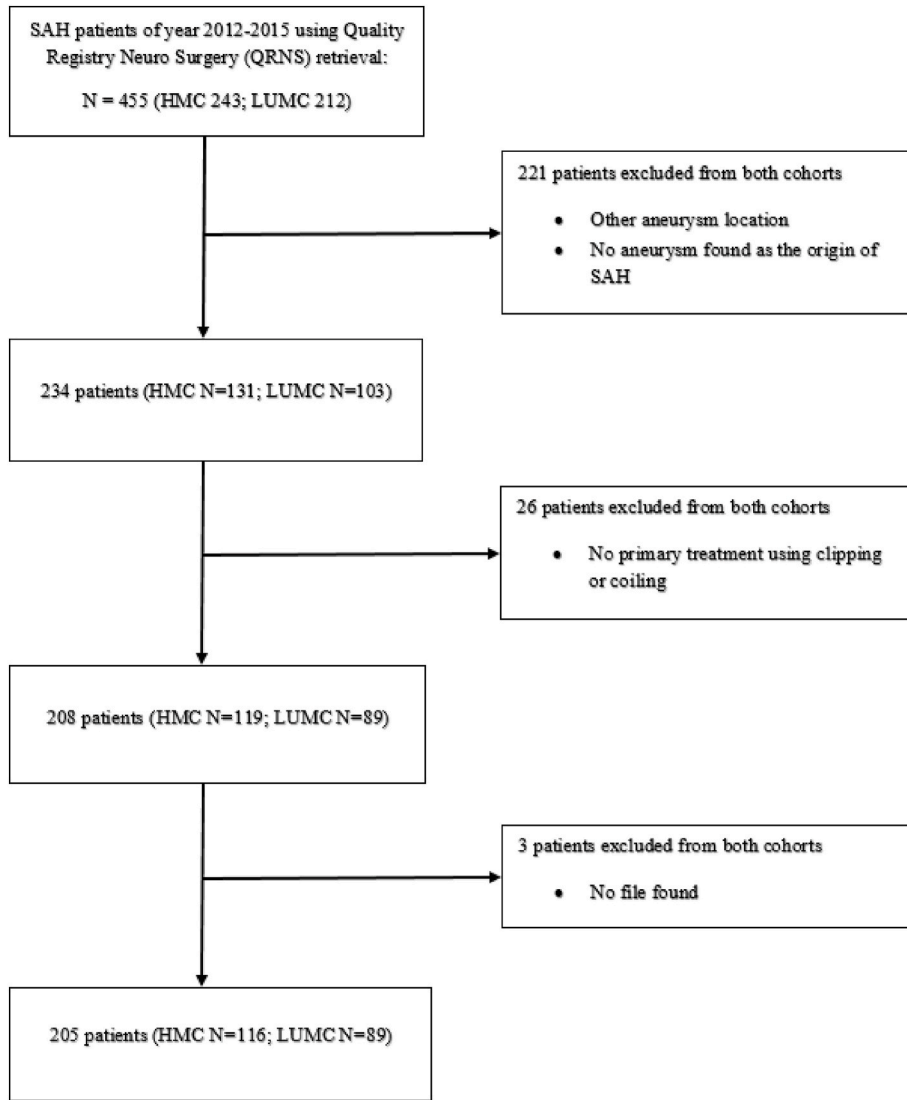 SAH patients of year 2012-2015 using Quality
Registry Neuro Surgery (QRNS) retrieval:
N = 455 (HMC 243; LUMC 212)
221 patients excluded from both cohorts
• Other aneurysm location
• No aneurysm found as the origin of
SAH
234 patients (HMC N=131; LUMC N=103)
26 patients excluded from both cohorts
• No primary treatment using clipping
or coiling
208 patients (HMC N=119; LUMC N=89)
3 patients excluded from both cohorts
• No file found
205 patients (HMC N=116; LUMC N=89)